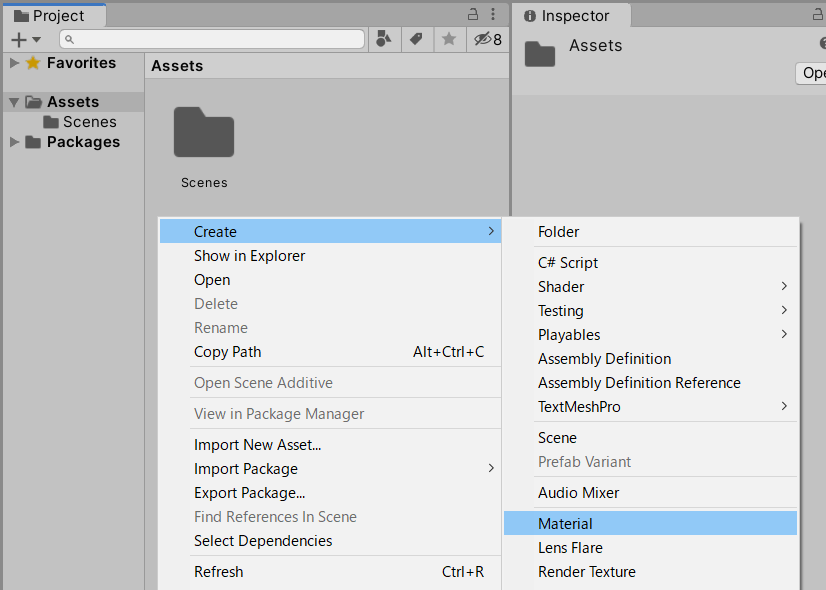 Project
Inspector
8
Assets
Favorites
Assets
Ope
Assets
Scenes
Packages
Scenes
Create
Show in Explorer
Open
Delete
Rename
Copy Path Alt+Ctrl+C
Open Scene Additive
View in Package Manager
Import New Asset...
Import Package
Export Package...
Find References In Scene
Select Dependencies
Refresh Ctrl+R
Folder
C# Script
Shader
Testing
Playables
Assembly Definition
Assembly Definition Reference
TextMeshPro
Scene
Prefab Variant
Audio Mixer
Material
Lens Flare
Render Texture